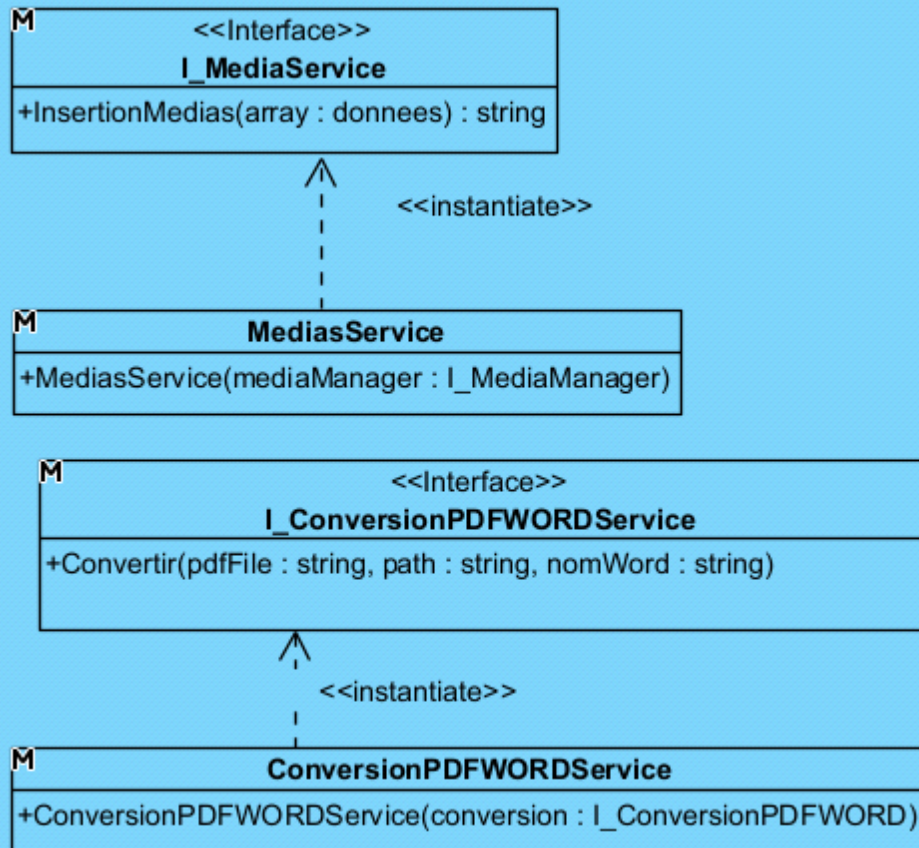 M
<<Interface>>
I_MediaService
+InsertionMedias(array : donnees) : string
<<instantiate>>
M
MediasService
+MediasService(mediaManager : I_MediaManager)
M
<<Interface>>
I_ConversionPDFWORDService
+Convertir(pdfFile : string, path : string, nomWord : string)
<<instantiate>>
M
ConversionPDFWORDService
+ConversionPDFWORDService(conversion : I_ConversionPDFWORD)